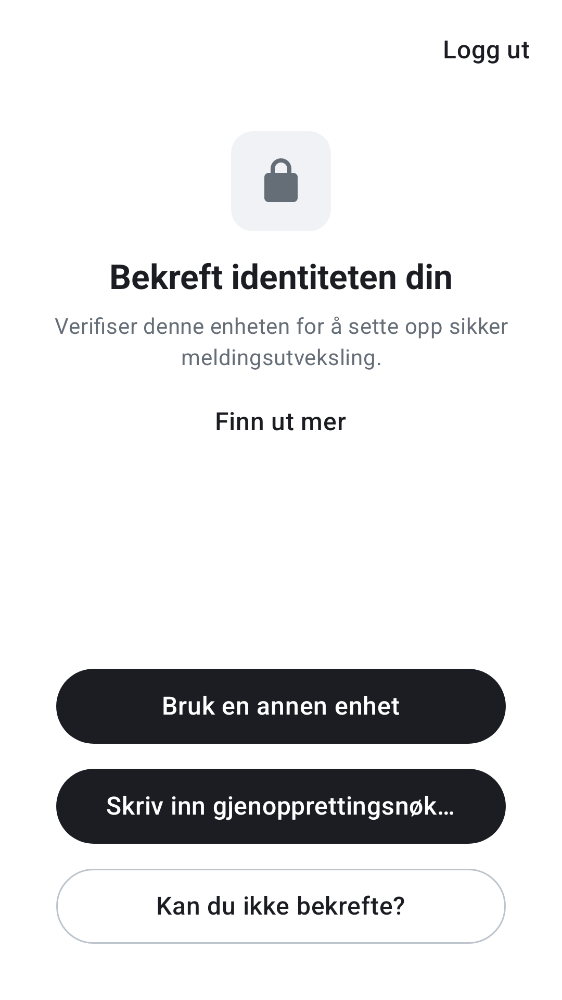 Logg ut
Bekreft identiteten din
Verifiser denne enheten for å sette opp sikker
meldingsutveksling.
Finn ut mer
Bruk en annen enhet
Skriv inn gjenopprettingsnøk…
Kan du ikke bekrefte?